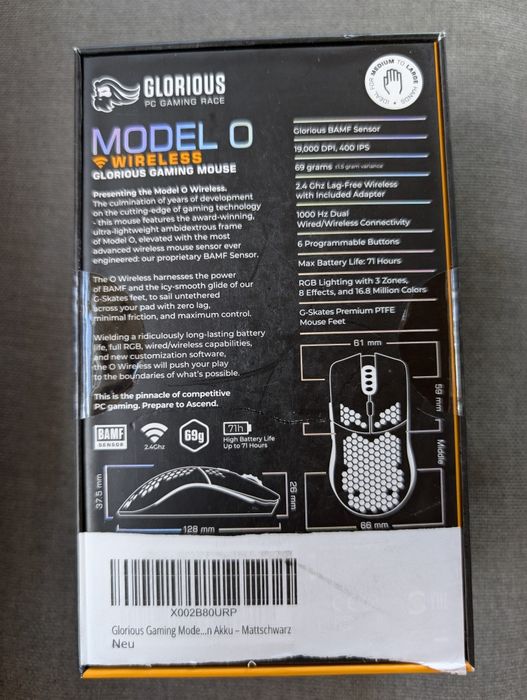 GLORIOUS
PC GAMING RACE
IDEAL FOR MEDIUM TO LARGE HANDS
MODEL O
WIRELESS
GLORIOUS GAMING MOUSE
Presenting the Model O Wireless.
The culmination of years of development
on the cutting-edge of gaming technology
- this mouse features the award-winning,
ultra-lightweight ambidextrous frame
of Model O, elevated with the most
advanced wireless mouse sensor ever
engineered: our proprietary BAMF Sensor.
The O Wireless harnesses the power
of BAMF and the icy-smooth glide of our
G-Skates feet, to sail untethered
across your pad with zero lag,
minimal friction, and maximum control.
Wielding a ridiculously long-lasting battery
life, full RGB, wired/wireless capabilities,
and new customization software,
the O Wireless will push your play
to the boundaries of what's possible.
This is the pinnacle of competitive
PC gaming. Prepare to Ascend.
Glorious BAMF Sensor
19,000 DPI, 400 IPS
69 grams ±1.5 gram variance
2.4 Ghz Lag-Free Wireless
with Included Adapter
1000 Hz Dual
Wired/Wireless Connectivity
6 Programmable Buttons
Max Battery Life: 71 Hours
RGB Lighting with 3 Zones,
8 Effects, and 16.8 Million Colors
G-Skates Premium PTFE
Mouse Feet
BAMF
SENSOR
2.4Ghz
69g
71h
High Battery Life
Up to 71 Hours
61 mm
59 mm
Middle
66 mm
37.5 mm
26 mm
128 mm
X002B80URP
Glorious Gaming Mode...n Akku – Mattschwarz
Neu